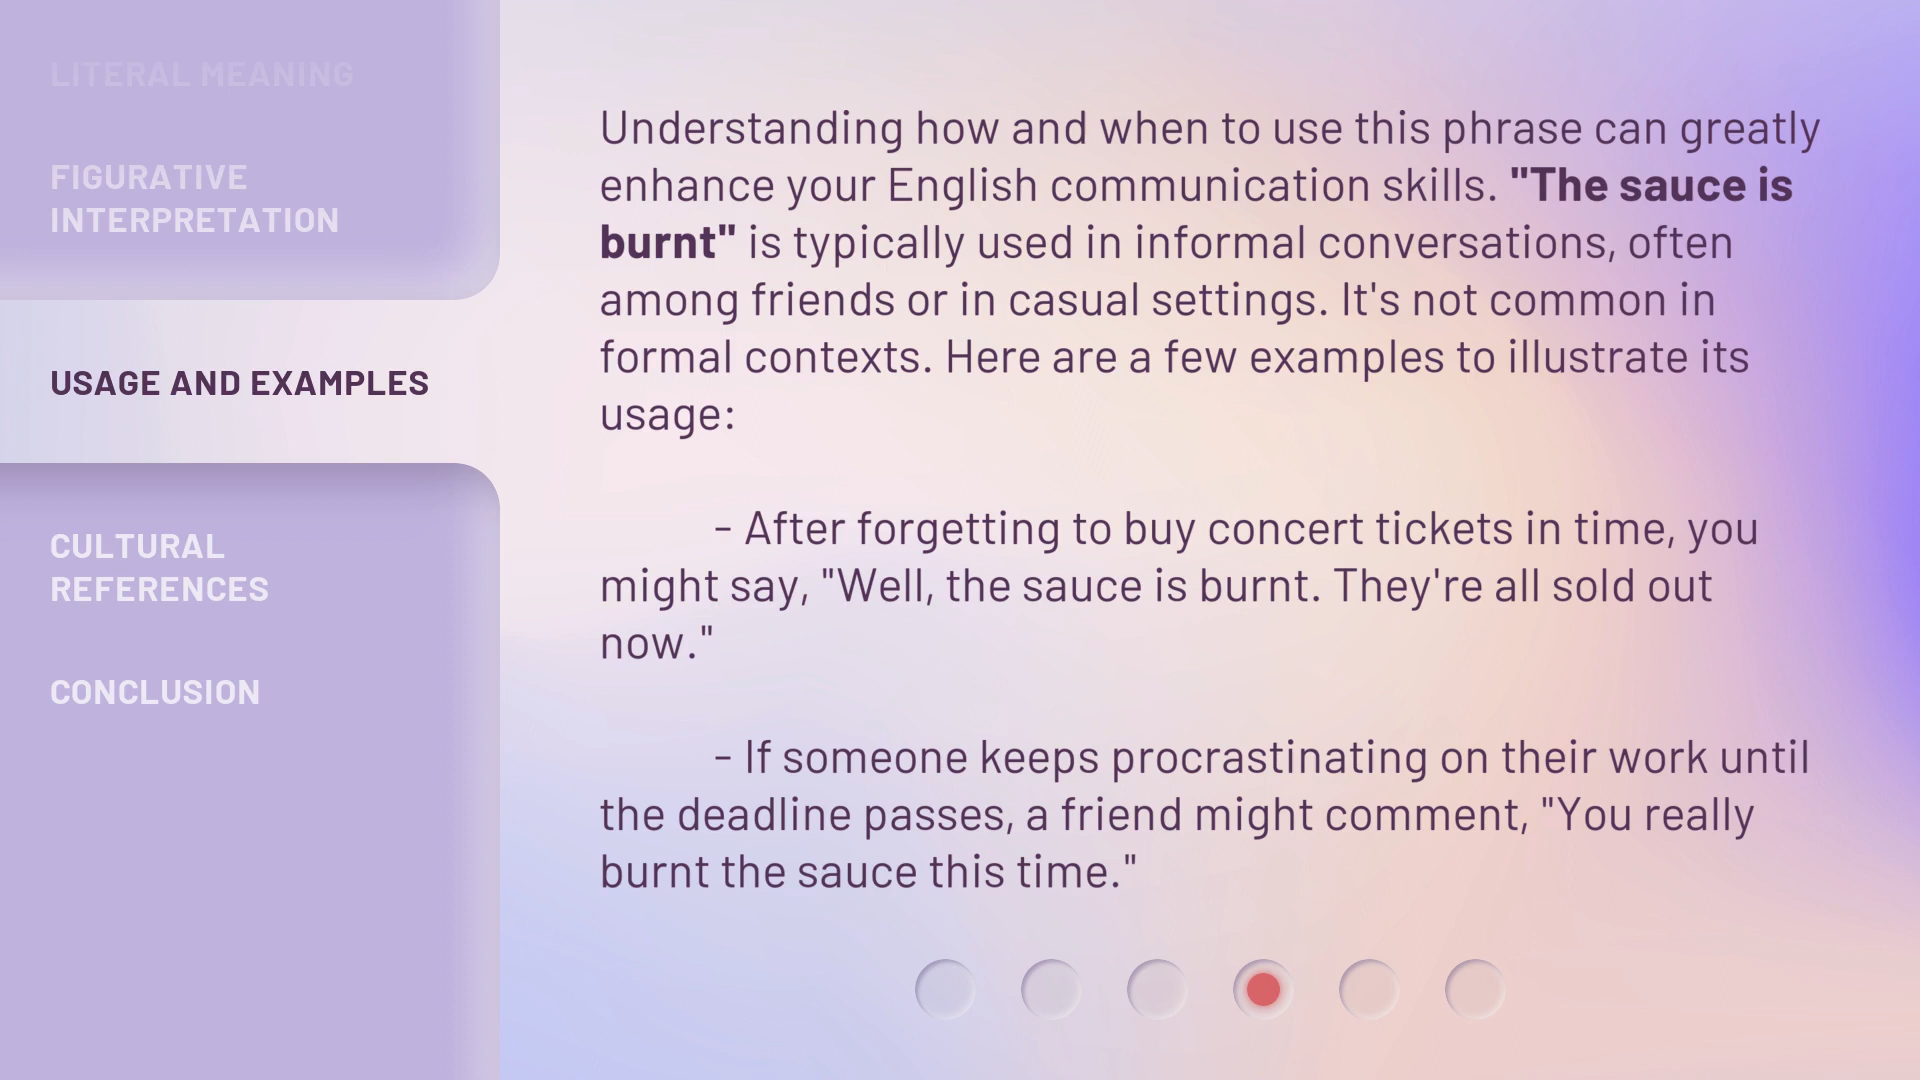 LITERAL MEANING
FIGURATIVE
INTERPRETATION
USAGE AND EXAMPLES
CULTURAL
REFERENCES
CONCLUSION
Understanding how and when to use this phrase can greatly
enhance your English communication skills. "The sauce is
burnt" is typically used in informal conversations, often
among friends or in casual settings. It's not common in
formal contexts. Here are a few examples to illustrate its
usage:
- After forgetting to buy concert tickets in time, you
might say, "Well, the sauce is burnt. They're all sold out
now."
- If someone keeps procrastinating on their work until
the deadline passes, a friend might comment, "You really
burnt the sauce this time."